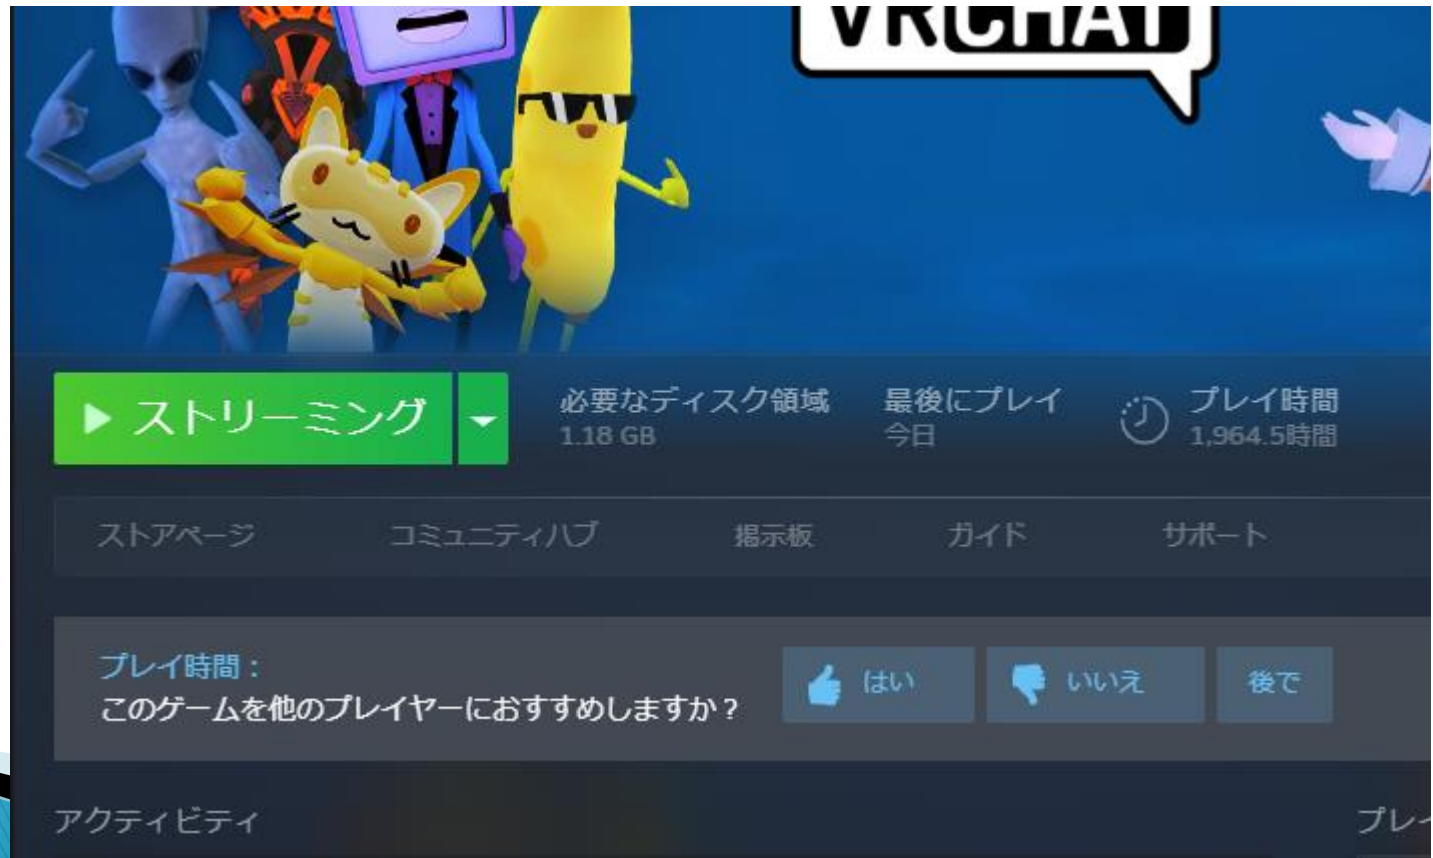 VRCHAT
ストリーミング
必要なディスク領域
1.18 GB
最後にプレイ
今日
プレイ時間
1,964.5時間
ストアページ
コミュニティハブ
掲示板
ガイド
サポート
プレイ時間：
このゲームを他のプレイヤーにおすすめしますか？
はい
いいえ
後で
アクティビティ
プレイ